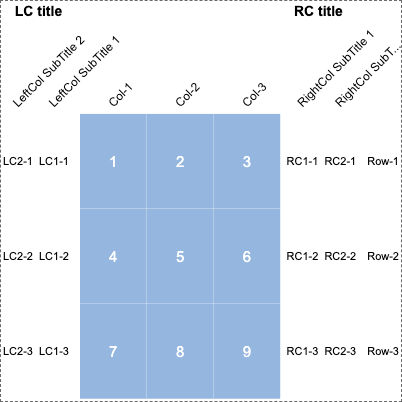 LC title RC title
LeftCol SubTitle 2 LeftCol SubTitle 1 Col-1 Col-2 Col-3 RightCol SubTitle 1 RightCol SubT...
LC2-1 LC1-1 1 2 3 RC1-1 RC2-1 Row-1
LC2-2 LC1-2 4 5 6 RC1-2 RC2-2 Row-2
LC2-3 LC1-3 7 8 9 RC1-3 RC2-3 Row-3